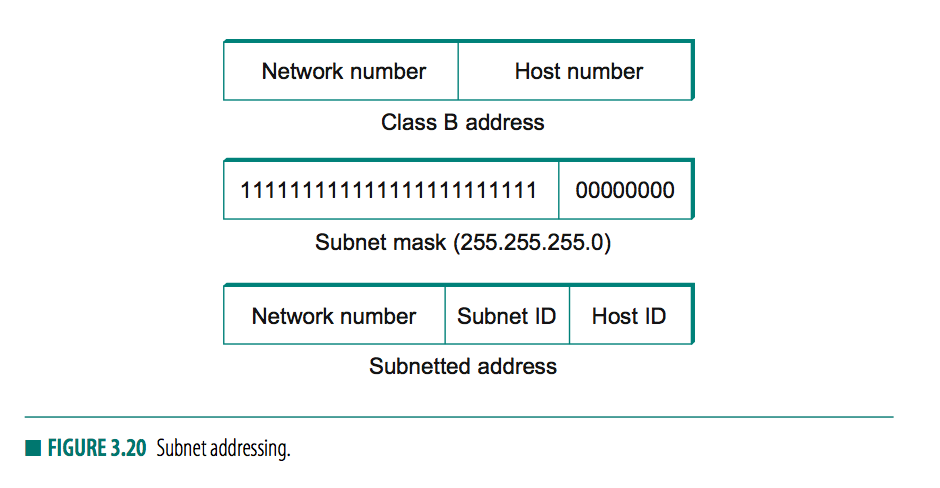 Network number Host number
Class B address
111111111111111111111111 00000000
Subnet mask (255.255.255.0)
Network number Subnet ID Host ID
Subnetted address
■ FIGURE 3.20 Subnet addressing.